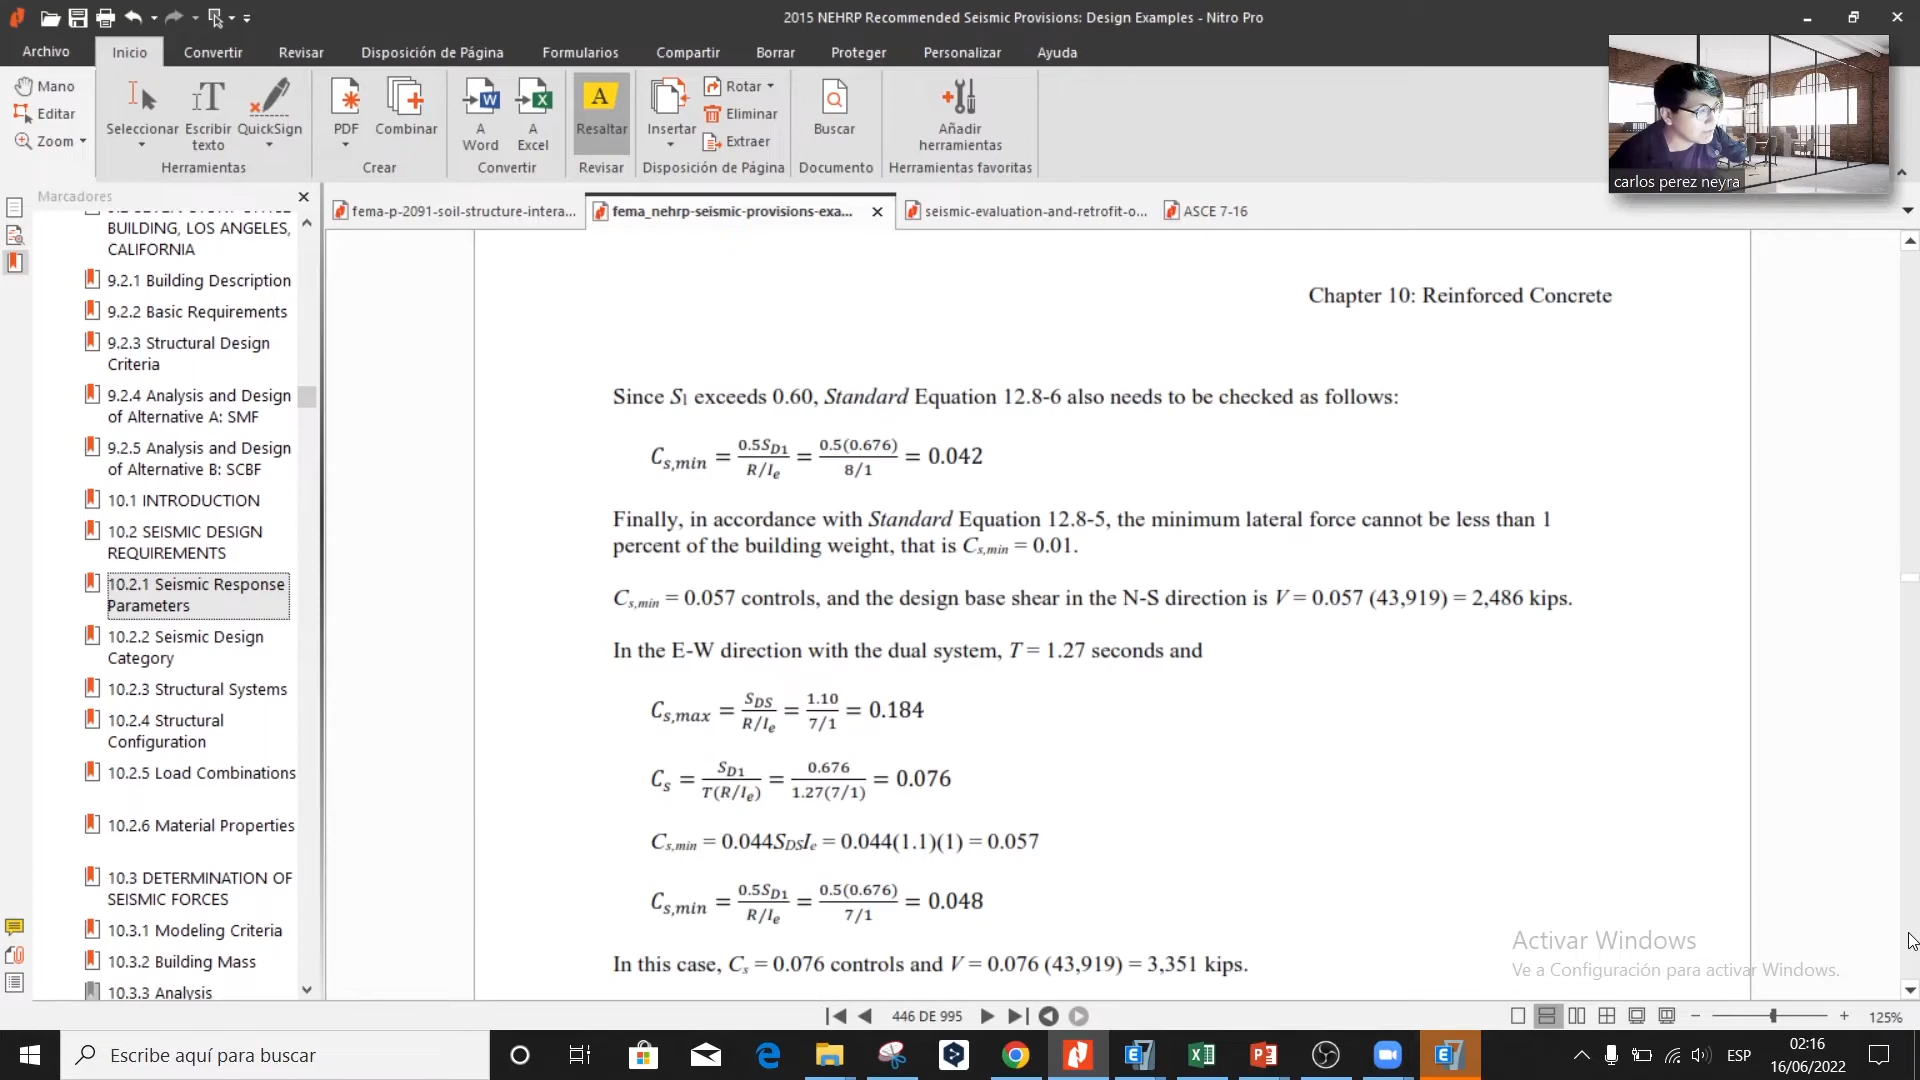 2015 NEHRP Recommended Seismic Provisions: Design Examples - Nitro Pro
Archivo Inicio Convertir Revisar Disposición de Página Formularios Compartir Borrar Proteger Personalizar Ayuda
Mano
Editar
Zoom
Seleccionar Escribir texto QuickSign
Herramientas
PDF Combinar
Crear
A Word A Excel
Convertir
Resaltar
Revisar
Insertar Rotar
Eliminar
Extraer
Disposición de Página
Buscar
Documento
Añadir herramientas
Herramientas favoritas
carlos perez neyra
Marcadores
fema-p-2091-soil-structure-intera... fema_nehrp-seismic-provisions-exa... seismic-evaluation-and-retrofit-o... ASCE 7-16
BUILDING, LOS ANGELES,
CALIFORNIA
9.2.1 Building Description
9.2.2 Basic Requirements
9.2.3 Structural Design
Criteria
9.2.4 Analysis and Design
of Alternative A: SMF
9.2.5 Analysis and Design
of Alternative B: SCBF
10.1 INTRODUCTION
10.2 SEISMIC DESIGN
REQUIREMENTS
10.2.1 Seismic Response
Parameters
10.2.2 Seismic Design
Category
10.2.3 Structural Systems
10.2.4 Structural
Configuration
10.2.5 Load Combinations
10.2.6 Material Properties
10.3 DETERMINATION OF
SEISMIC FORCES
10.3.1 Modeling Criteria
10.3.2 Building Mass
10.3.3 Analysis
Chapter 10: Reinforced Concrete
Since S1 exceeds 0.60, Standard Equation 12.8-6 also needs to be checked as follows:
Cs,min = 0.5SD1 / R/Ie = 0.5(0.676) / 8/1 = 0.042
Finally, in accordance with Standard Equation 12.8-5, the minimum lateral force cannot be less than 1
percent of the building weight, that is Cs,min = 0.01.
Cs,min = 0.057 controls, and the design base shear in the N-S direction is V = 0.057 (43,919) = 2,486 kips.
In the E-W direction with the dual system, T = 1.27 seconds and
Cs,max = SDS / R/Ie = 1.10 / 7/1 = 0.184
Cs = SD1 / T(R/Ie) = 0.676 / 1.27(7/1) = 0.076
Cs,min = 0.044SDSIe = 0.044(1.1)(1) = 0.057
Cs,min = 0.5SD1 / R/Ie = 0.5(0.676) / 7/1 = 0.048
In this case, Cs = 0.076 controls and V = 0.076 (43,919) = 3,351 kips.
Activar Windows
Ve a Configuración para activar Windows.
446 DE 995
125%
Escribe aquí para buscar
ESP
02:16
16/06/2022